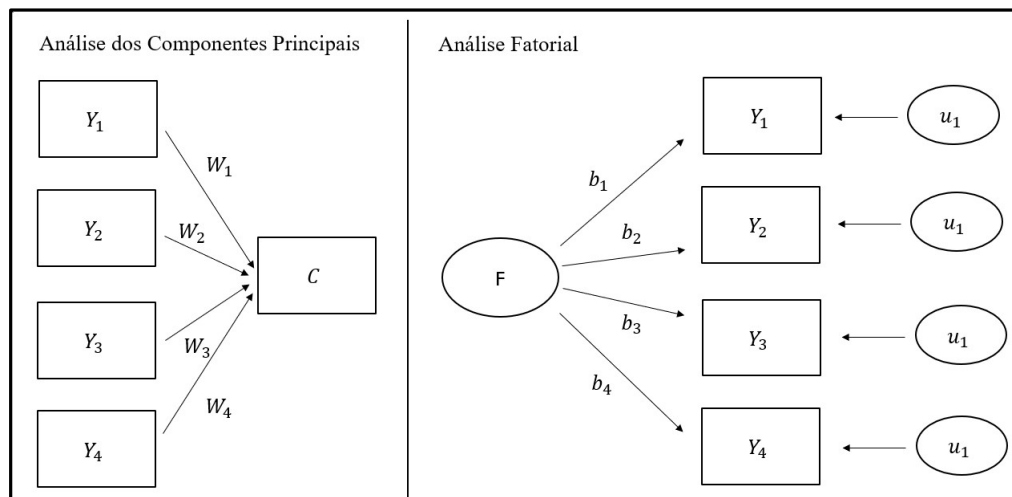 Análise dos Componentes Principais
Y₁
W₁
Y₂
W₂
C
Y₃
W₃
W₄
Y₄
Análise Fatorial
Y₁
u₁
b₁
Y₂
u₁
b₂
F
b₃
Y₃
u₁
b₄
Y₄
u₁